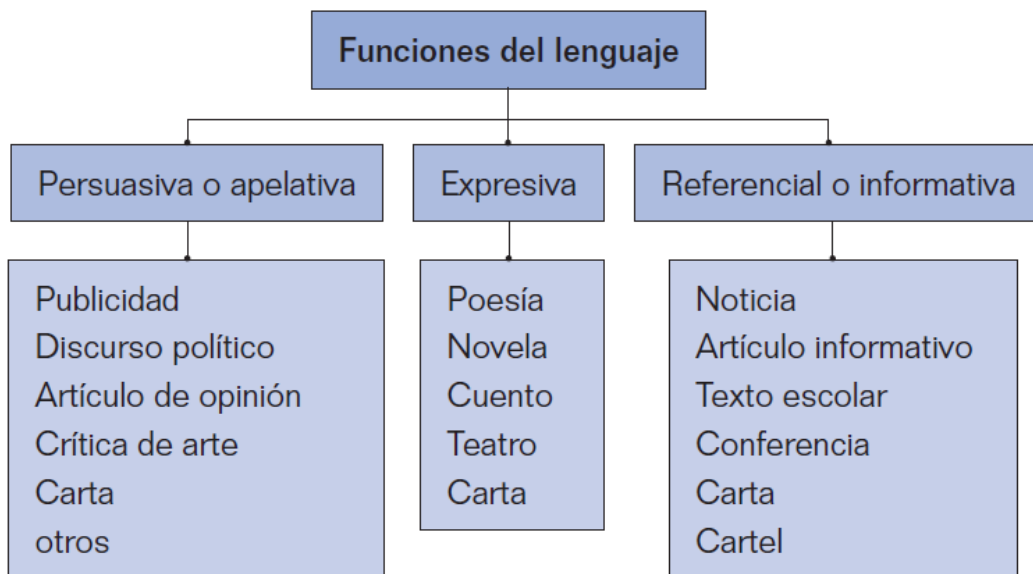 Funciones del lenguaje
Persuasiva o apelativa
Expresiva
Referencial o informativa
Publicidad
Discurso político
Artículo de opinión
Crítica de arte
Carta
otros
Poesía
Novela
Cuento
Teatro
Carta
Noticia
Artículo informativo
Texto escolar
Conferencia
Carta
Cartel